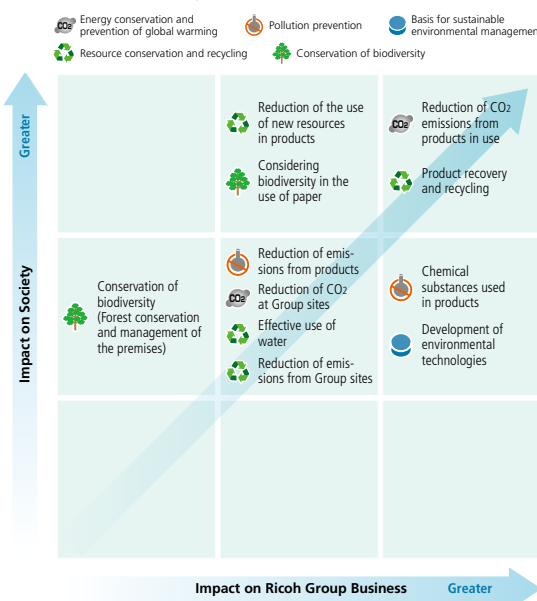 Energy conservation and
prevention of global warming
Pollution prevention
Basis for sustainable
environmental management
Resource conservation and recycling
Conservation of biodiversity
Greater
Impact on Society
Reduction of the use
of new resources
in products
Considering
biodiversity in the
use of paper
CO2
Reduction of CO2
emissions from
products in use
Product recovery
and recycling
Conservation of
biodiversity
(Forest conservation
and management of
the premises)
Reduction of emis-
sions from products
CO2
Reduction of CO2
at Group sites
Effective use of
water
Reduction of emis-
sions from Group sites
Chemical
substances used
in products
Development of
environmental
technologies
Impact on Ricoh Group Business
Greater